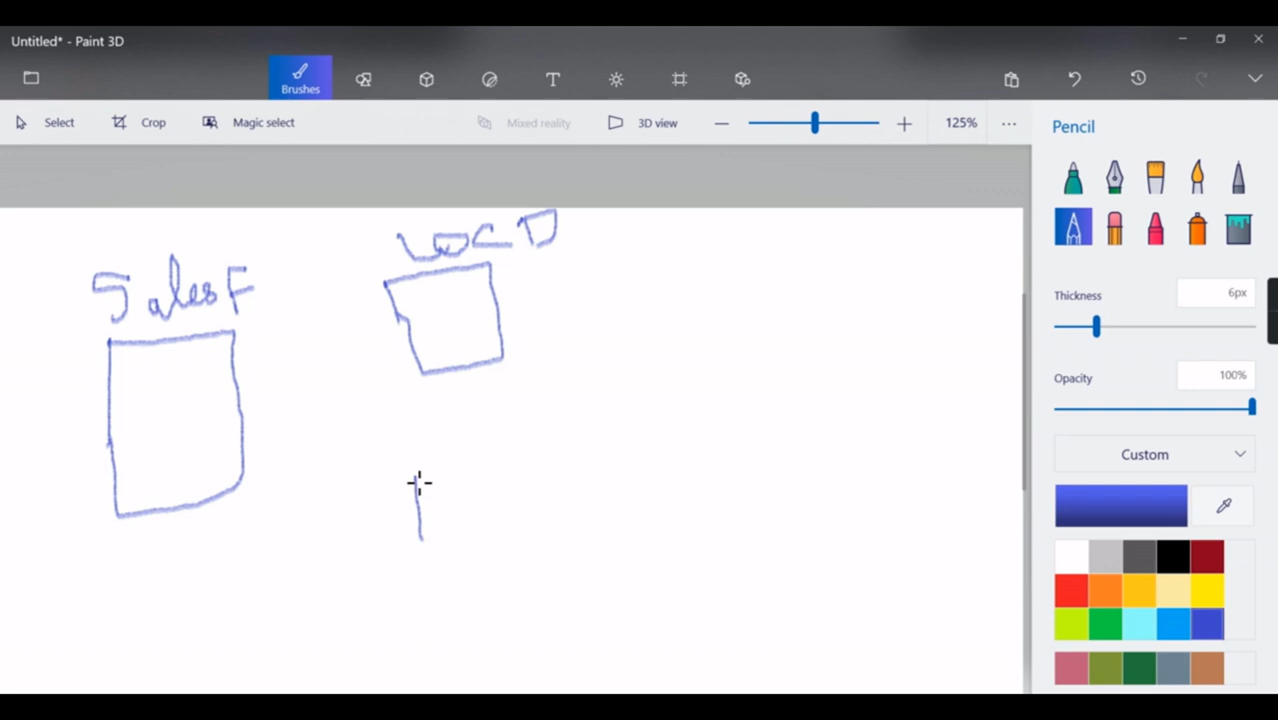 Untitled* - Paint 3D
Brushes
Select Crop Magic select Mixed reality 3D view 125%
Pencil
Thickness 6px
Opacity 100%
Custom
LOCD
SalesF